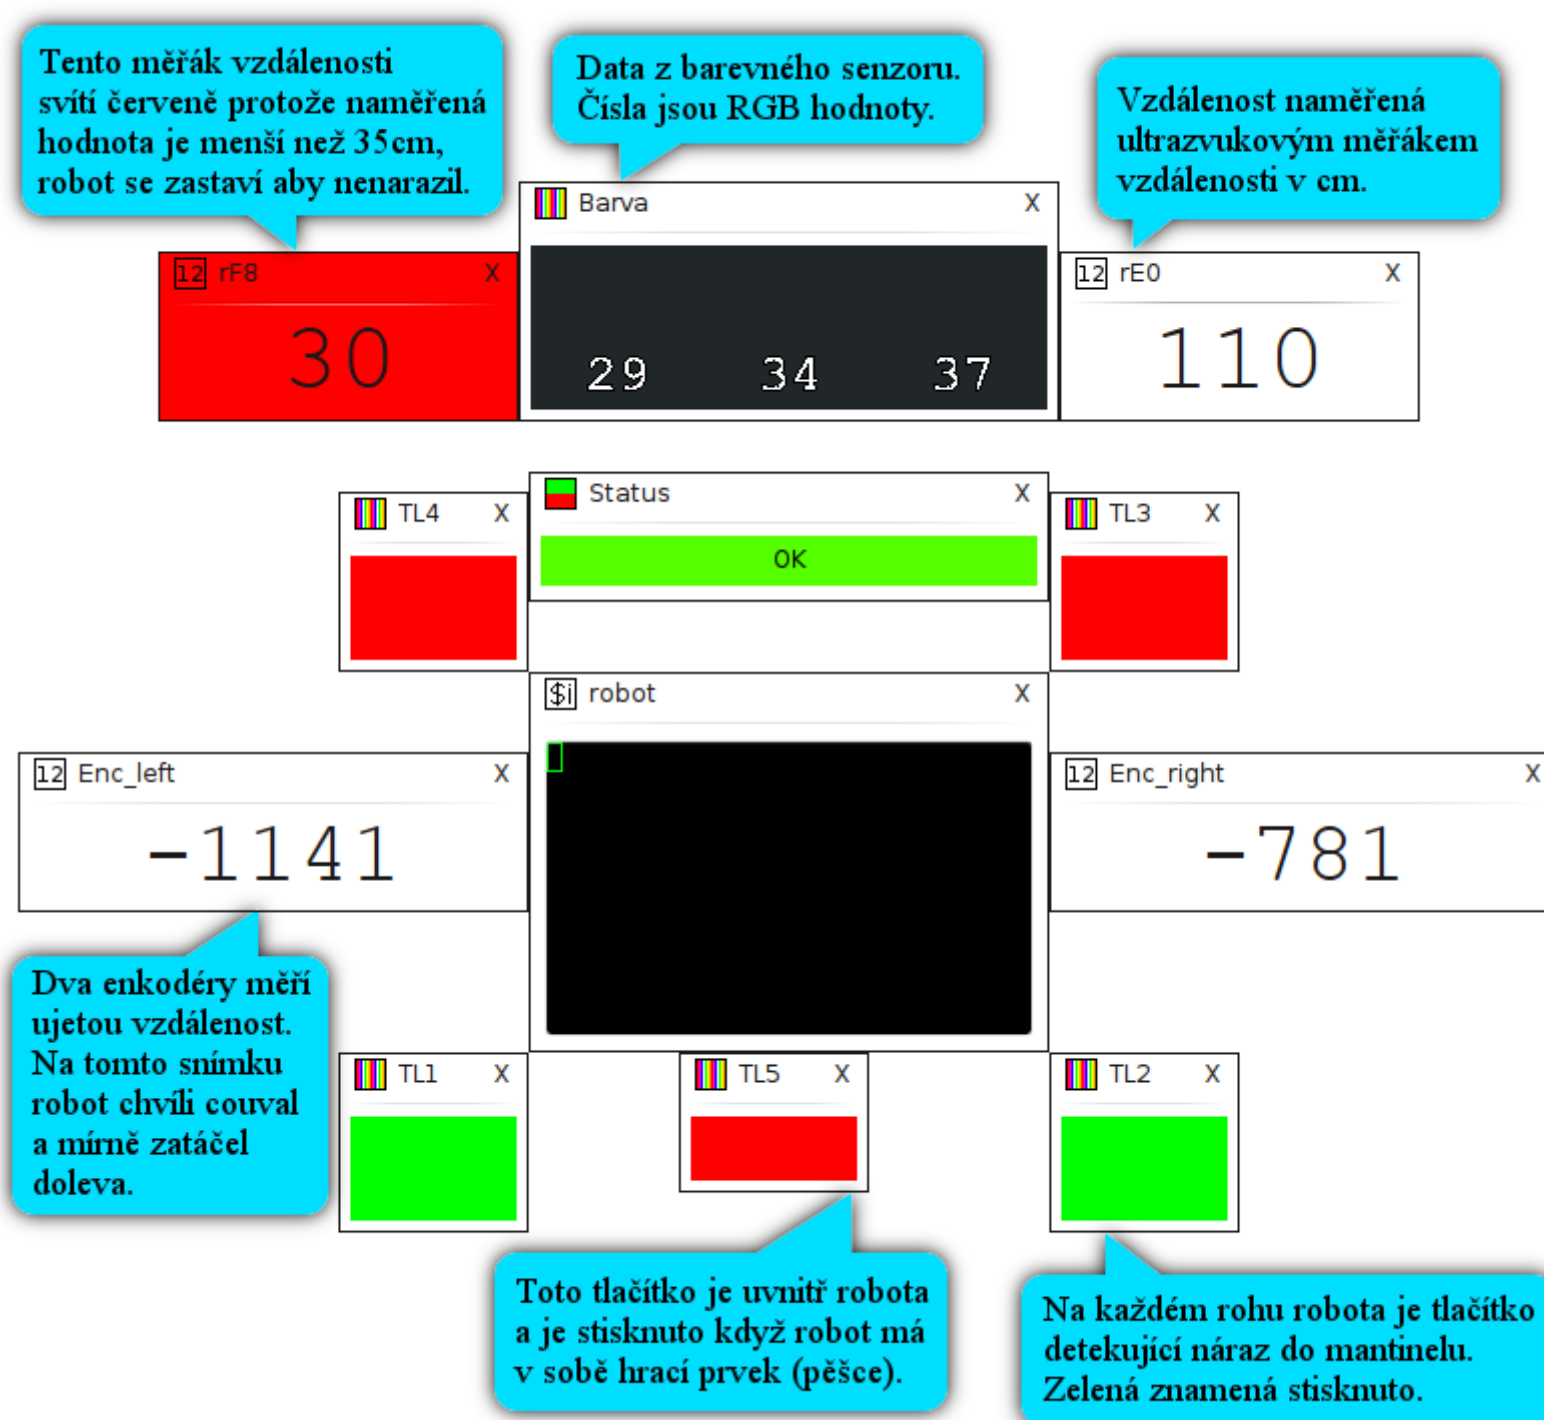 Tento měřák vzdálenosti
svítí červeně protože naměřená
hodnota je menší než 35cm,
robot se zastaví aby nenarazil.
Data z barevného senzoru.
Čísla jsou RGB hodnoty.
Vzdálenost naměřená
ultrazvukovým měřákem
vzdálenosti v cm.
12 rF8 X
30
Barva X
29 34 37
12 rE0 X
110
TL4 X
Status X
OK
TL3 X
$i robot X
12 Enc_left X
-1141
12 Enc_right X
-781
Dva enkodéry měří
ujetou vzdálenost.
Na tomto snímku
robot chvíli couval
a mírně zatáčel
doleva.
TL1 X
TL5 X
TL2 X
Toto tlačítko je uvnitř robota
a je stisknuto když robot má
v sobě hrací prvek (pěšce).
Na každém rohu robota je tlačítko
detekující náraz do mantinelu.
Zelená znamená stisknuto.